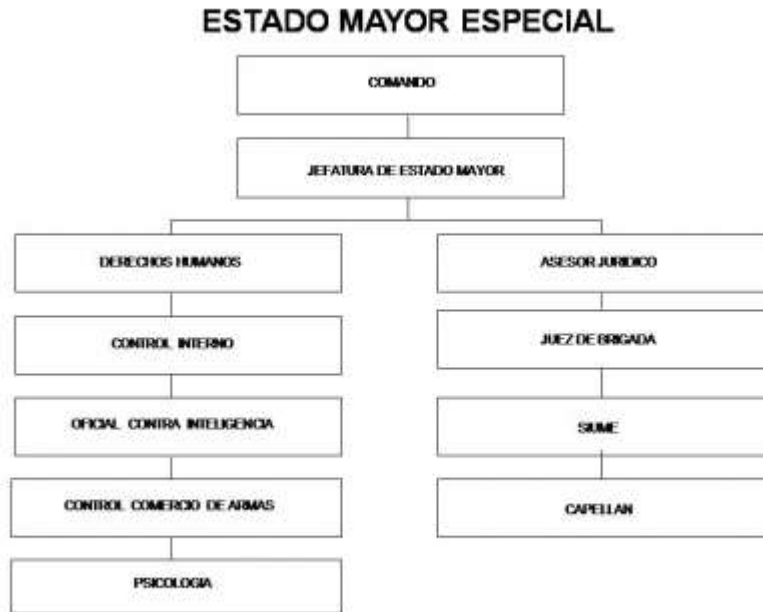 ESTADO MAYOR ESPECIAL
COMANDO
JEFATURA DE ESTADO MAYOR
DERECHOS HUMANOS
ASESOR JURIDICO
CONTROL INTERNO
JUEZ DE BRIGADA
OFICIAL CONTRA INTELIGENCIA
SIUME
CONTROL COMERCIO DE ARMAS
CAPELLAN
PSICOLOGIA